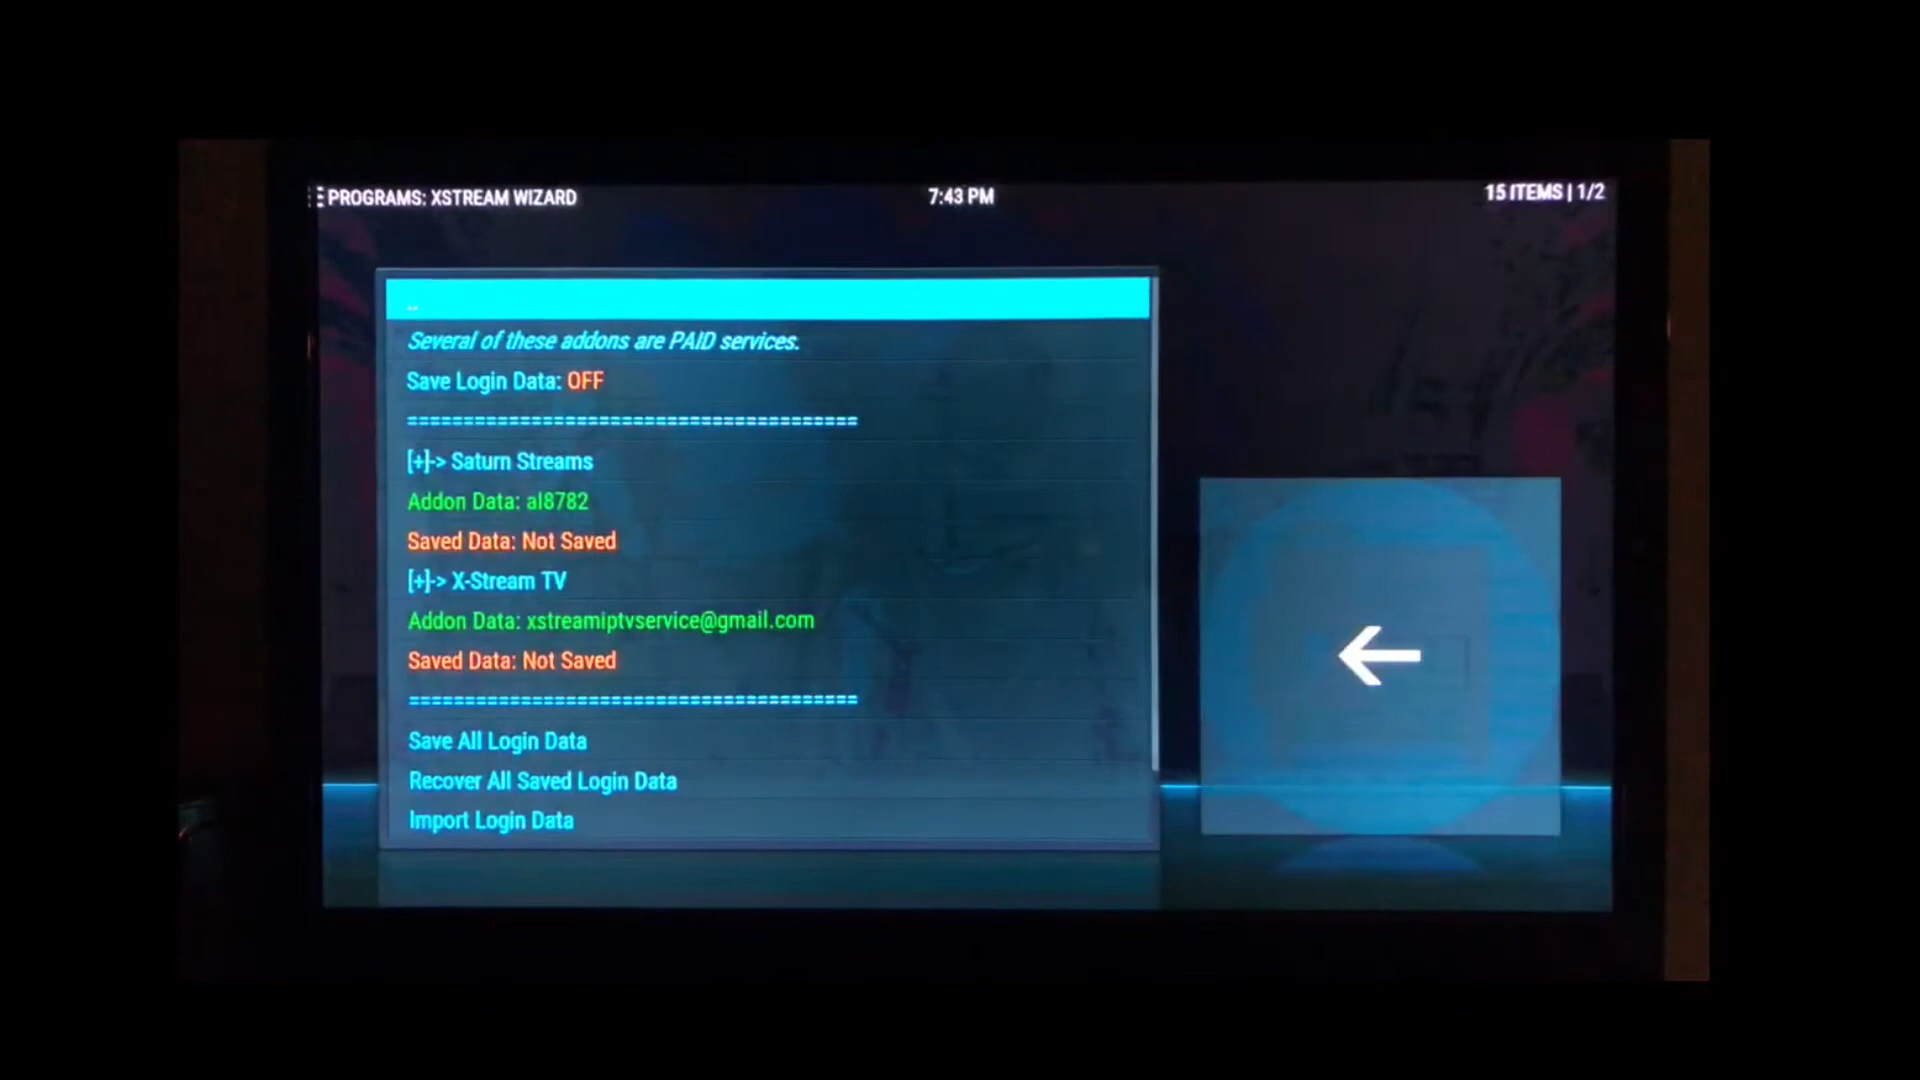 PROGRAMS: XSTREAM WIZARD
7:43 PM
15 ITEMS | 1/2
..
Several of these addons are PAID services.
Save Login Data: OFF
======================================
[+]-> Saturn Streams
Addon Data: al8782
Saved Data: Not Saved
[+]-> X-Stream TV
Addon Data: xstreamiptvservice@gmail.com
Saved Data: Not Saved
======================================
Save All Login Data
Recover All Saved Login Data
Import Login Data